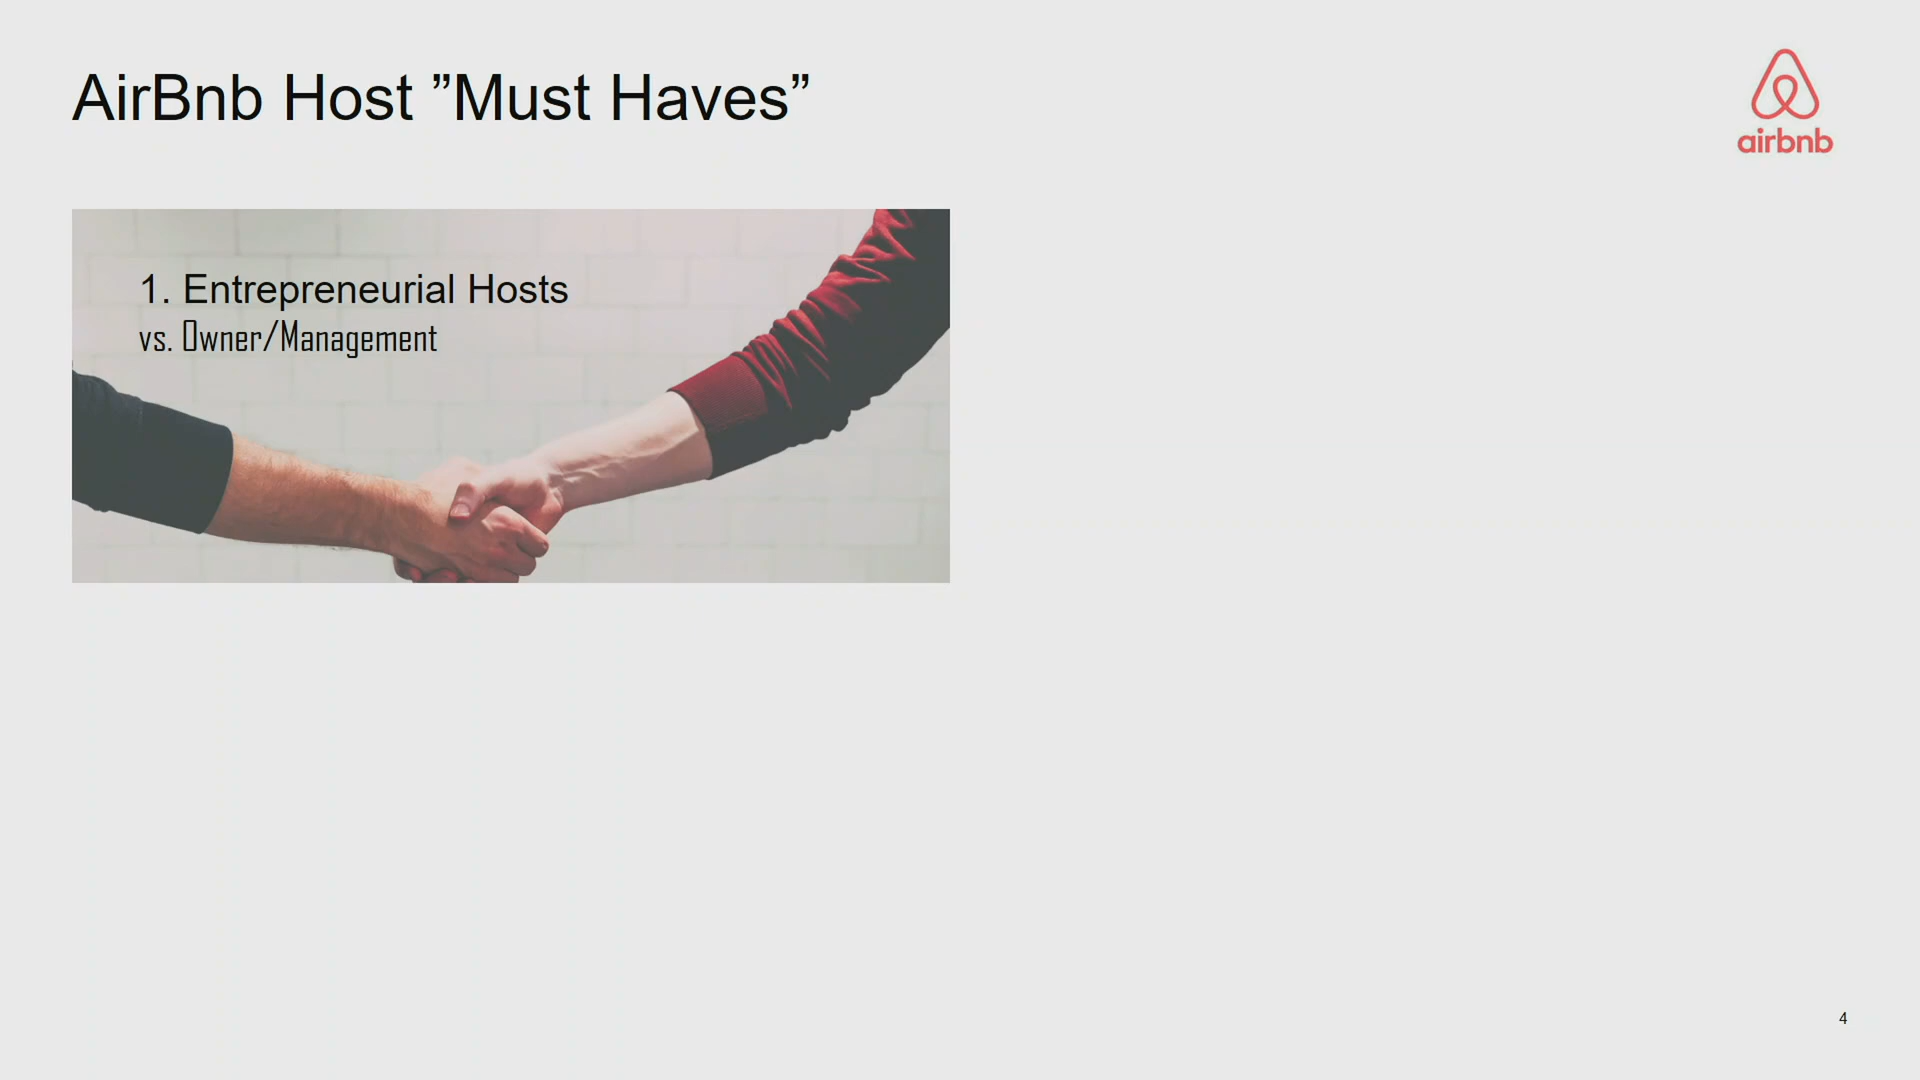 AirBnb Host ”Must Haves”
airbnb
1. Entrepreneurial Hosts
vs. Owner/Management
4